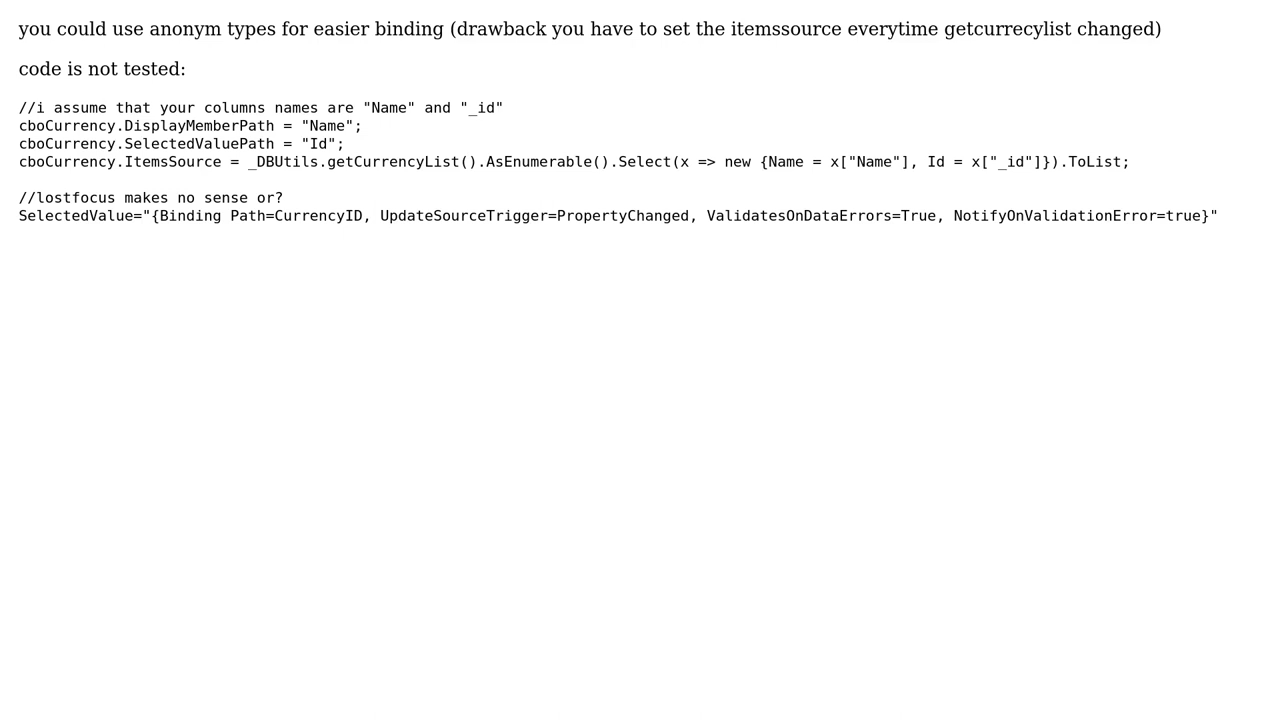 you could use anonym types for easier binding (drawback you have to set the itemssource everytime getcurrecylist changed)
code is not tested:
//i assume that your columns names are "Name" and "_id"
cboCurrency.DisplayMemberPath = "Name";
cboCurrency.SelectedValuePath = "Id";
cboCurrency.ItemsSource = _DBUtils.getCurrencyList().AsEnumerable().Select(x => new {Name = x["Name"], Id = x["_id"]}).ToList;
//lostfocus makes no sense or?
SelectedValue="{Binding Path=CurrencyID, UpdateSourceTrigger=PropertyChanged, ValidatesOnDataErrors=True, NotifyOnValidationError=true}"